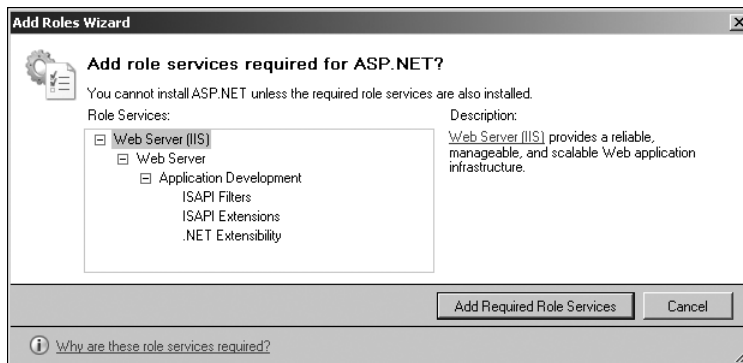 Add Roles Wizard
Add role services required for ASP.NET?
You cannot install ASP.NET unless the required role services are also installed.
Role Services:
Web Server (IIS)
Web Server
Application Development
ISAPI Filters
ISAPI Extensions
.NET Extensibility
Description:
Web Server (IIS) provides a reliable,
manageable, and scalable Web application
infrastructure.
Add Required Role Services
Cancel
Why are these role services required?